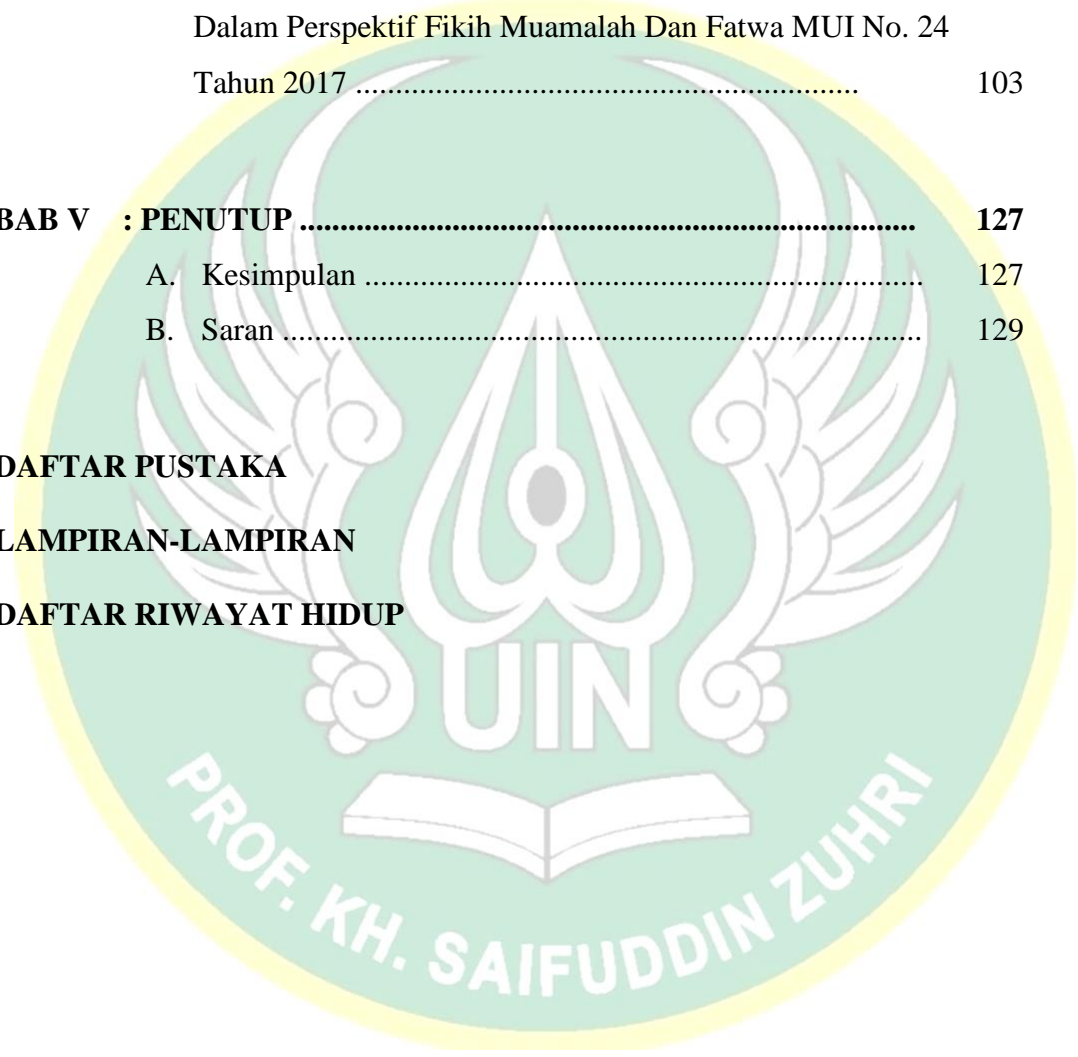 Dalam Perspektif Fikih Muamalah Dan Fatwa MUI No. 24
Tahun 2017 ..................................................... 103
BAB V : PENUTUP ............................................................................ 127
A. Kesimpulan ........................................................... 127
B. Saran .................................................................... 129
DAFTAR PUSTAKA
LAMPIRAN-LAMPIRAN
DAFTAR RIWAYAT HIDUP
UIN
PROF. KH. SAIFUDDIN ZUHRI